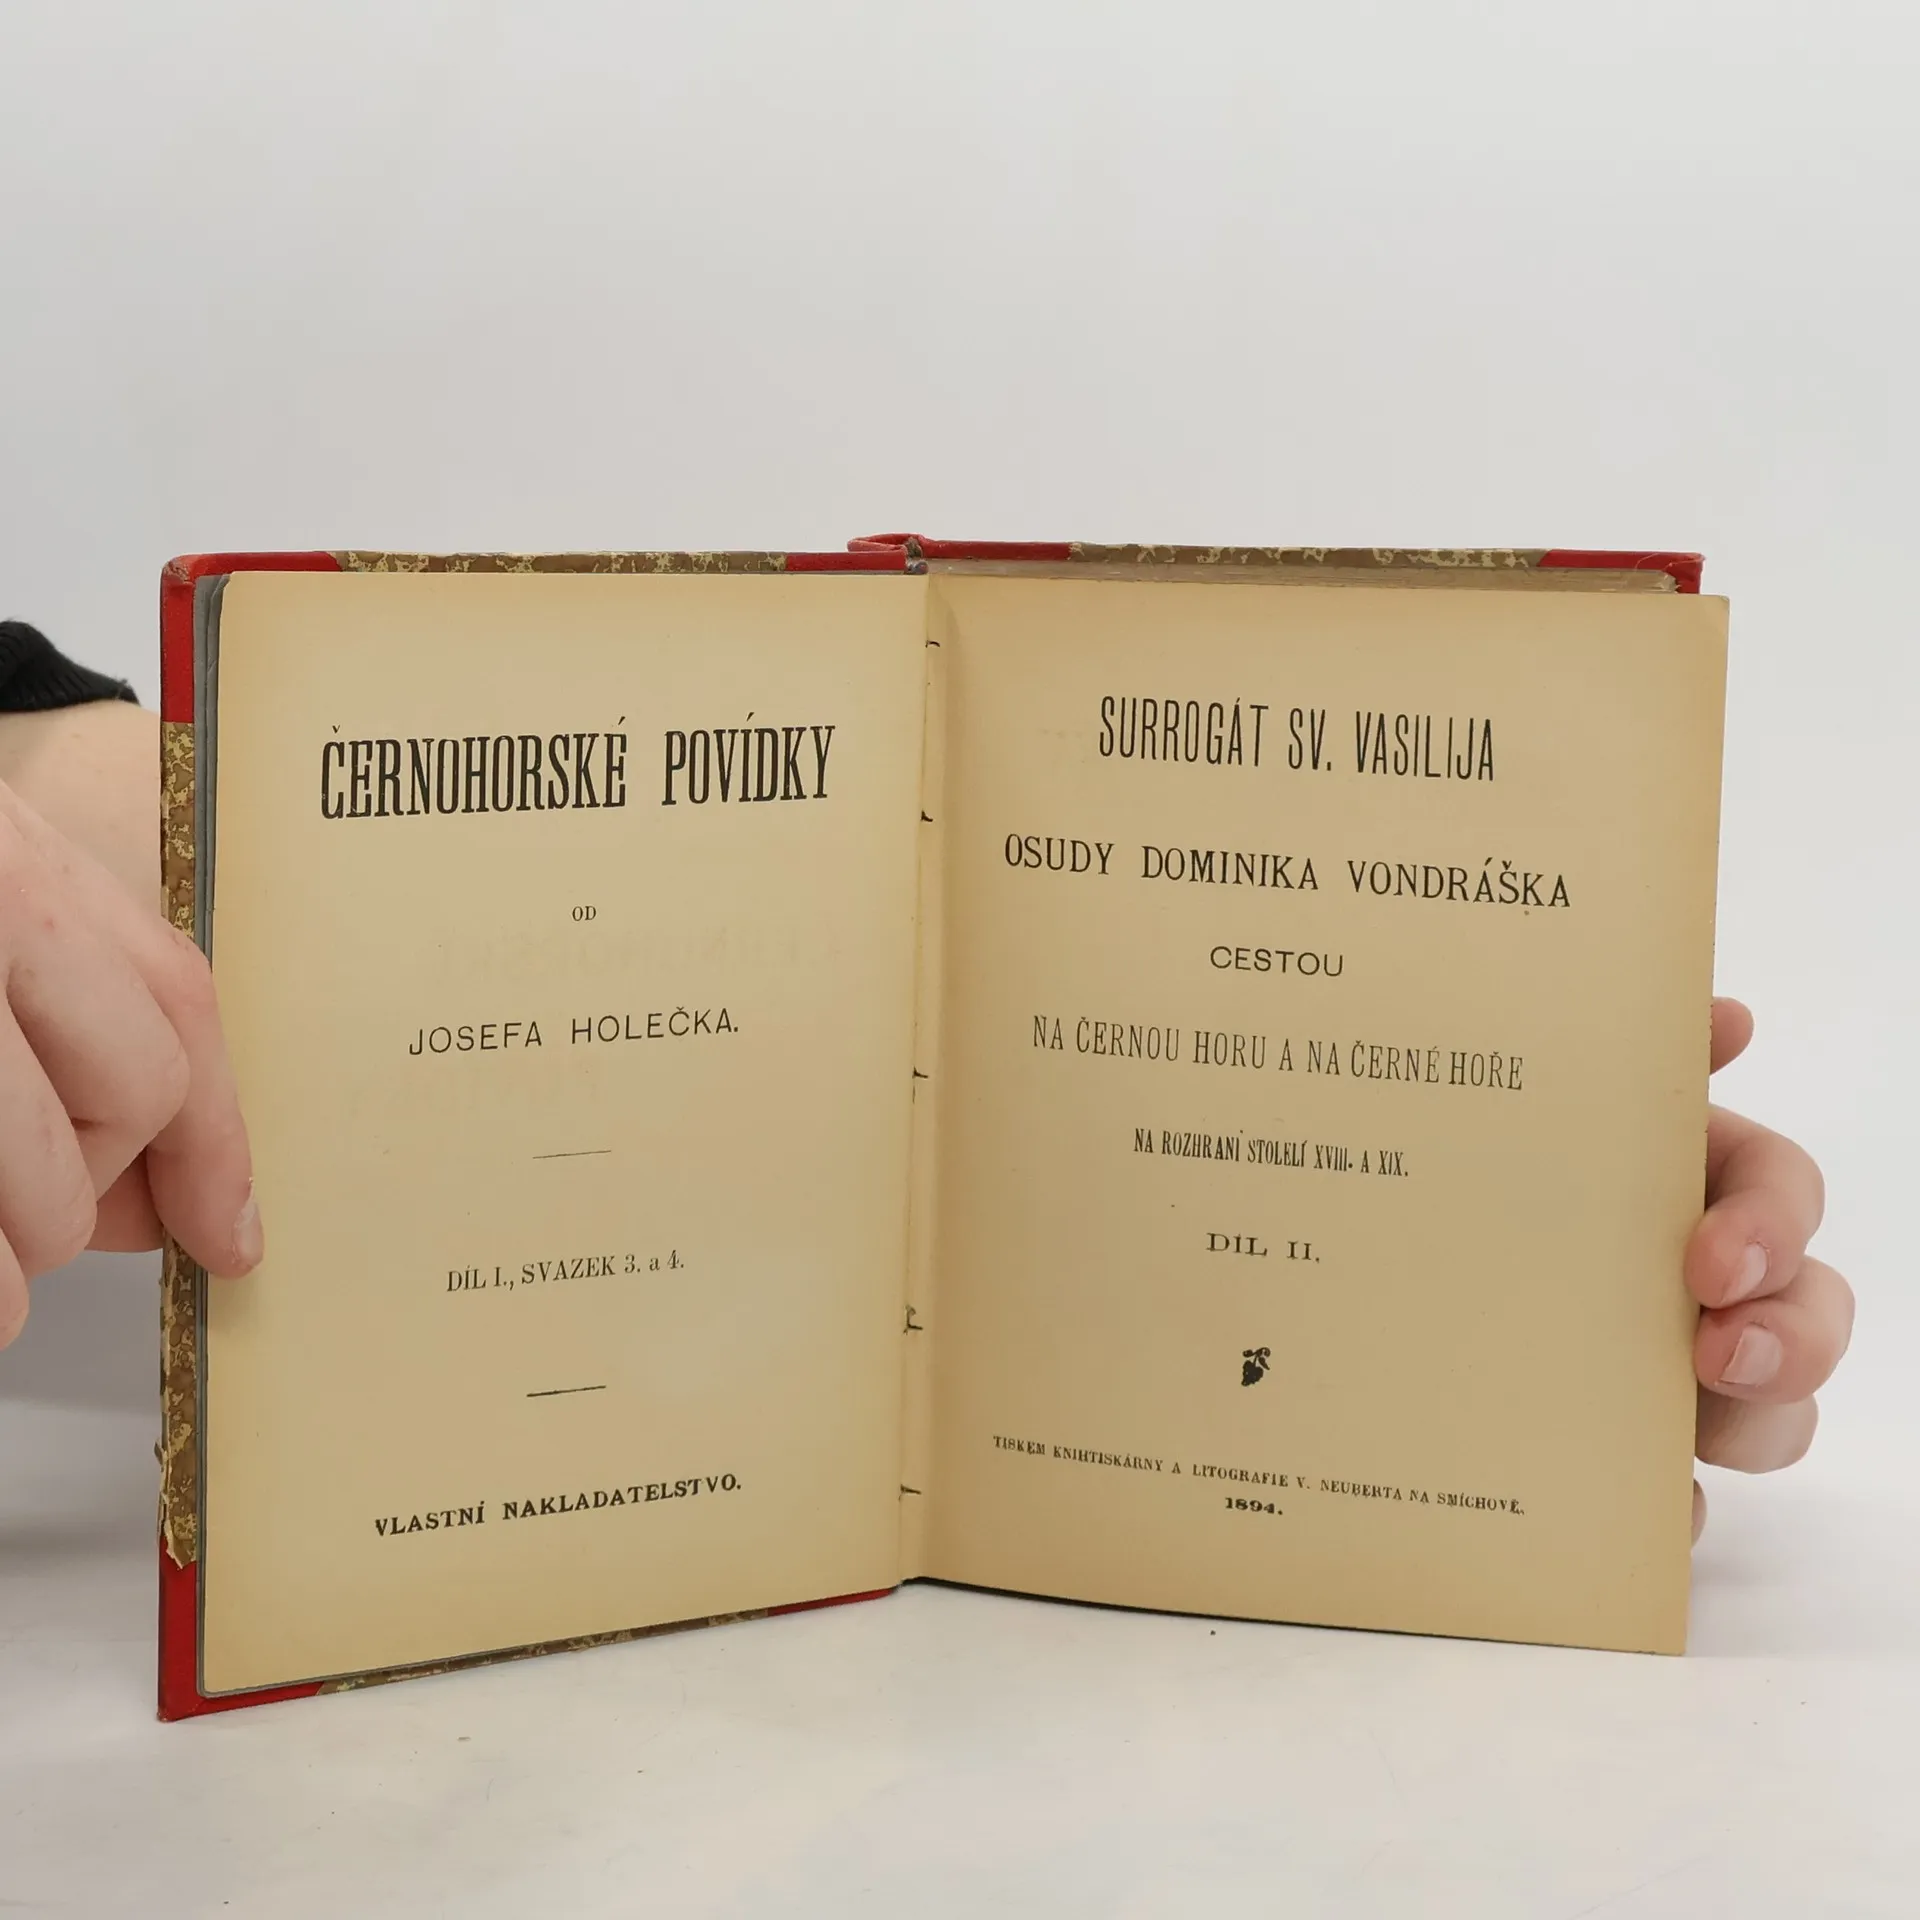 ČERNOHORSKÉ POVÍDKY
OD
JOSEFA HOLEČKA.
DÍL I., SVAZEK 3. a 4.
VLASTNÍ NAKLADATELSTVO.
SURROGÁT SV. VASILIJA
OSUDY DOMINIKA VONDRÁŠKA
CESTOU
NA ČERNOU HORU A NA ČERNÉ HOŘE
NA ROZHRANÍ STOLELÍ XVIII. A XIX.
DÍL II.
TISKEM KNIHTISKÁRNY A LITOGRAFIE V. NEUBERTA NA SMÍCHOVĚ.
1894.